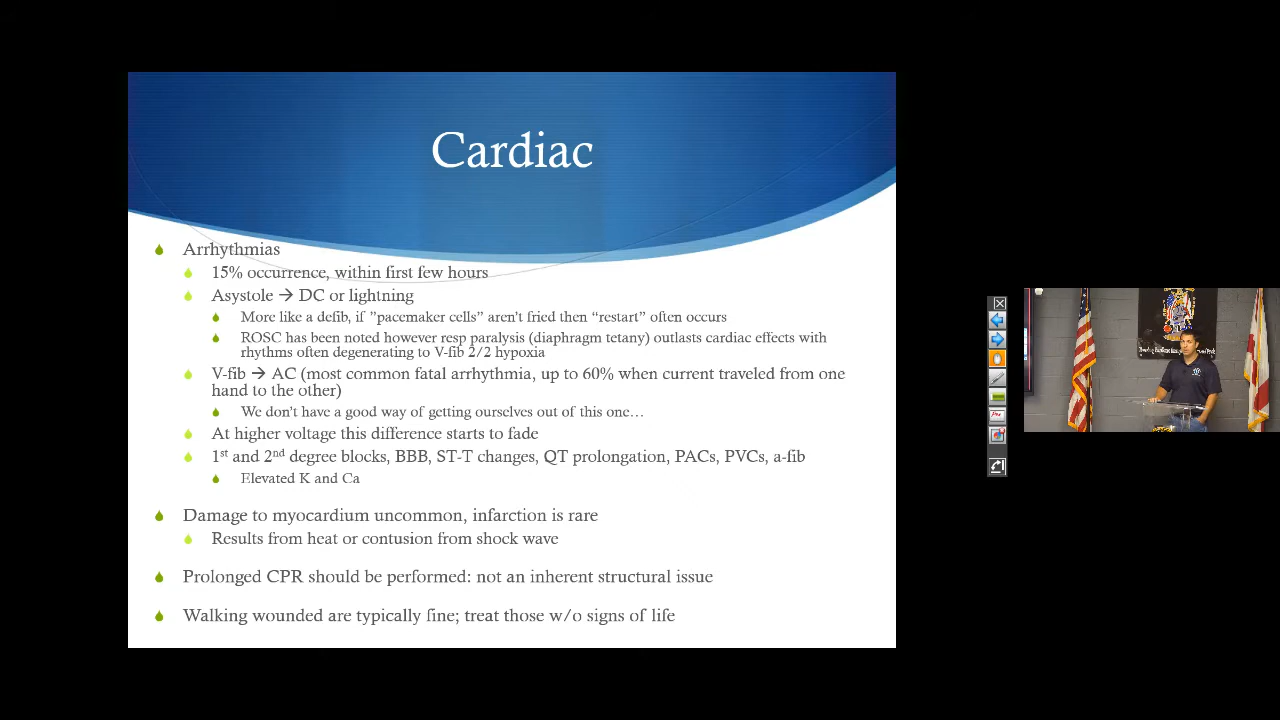 Cardiac
Arrhythmias
15% occurrence, within first few hours
Asystole → DC or lightning
More like a defib, if ”pacemaker cells” aren’t fried then “restart” often occurs
ROSC has been noted however resp paralysis (diaphragm tetany) outlasts cardiac effects with
rhythms often degenerating to V-fib 2/2 hypoxia
V-fib → AC (most common fatal arrhythmia, up to 60% when current traveled from one
hand to the other)
We don’t have a good way of getting ourselves out of this one…
At higher voltage this difference starts to fade
1st and 2nd degree blocks, BBB, ST-T changes, QT prolongation, PACs, PVCs, a-fib
Elevated K and Ca
Damage to myocardium uncommon, infarction is rare
Results from heat or contusion from shock wave
Prolonged CPR should be performed: not an inherent structural issue
Walking wounded are typically fine; treat those w/o signs of life